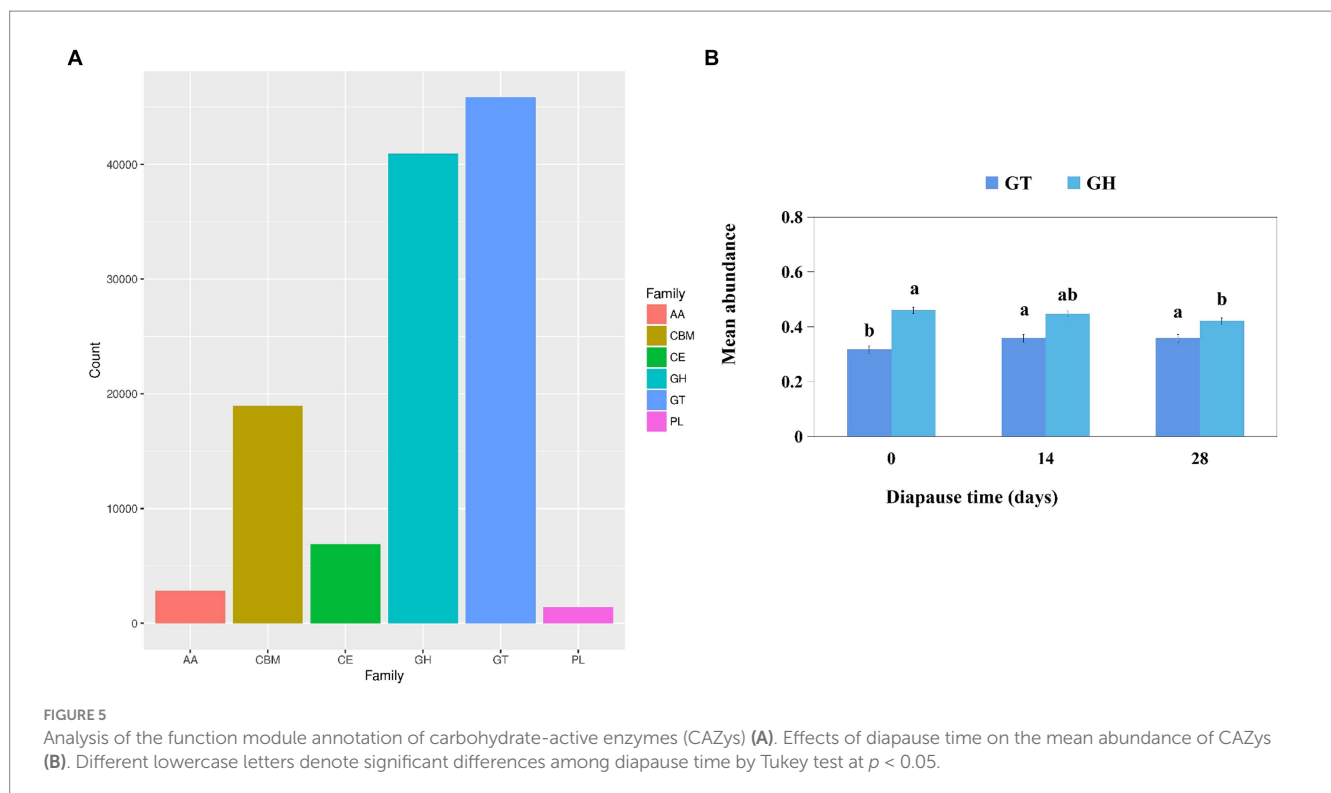 A
40000
30000
20000
10000
0
Count
AA
CBM
CE
GH
GT
PL
Family
Family
AA
CBM
CE
GH
GT
PL
B
GT
GH
0.8
0.6
0.4
0.2
0
Mean abundance
b
a
a
ab
a
b
0
14
28
Diapause time (days)
FIGURE 5
Analysis of the function module annotation of carbohydrate-active enzymes (CAZys) (A). Effects of diapause time on the mean abundance of CAZys
(B). Different lowercase letters denote significant differences among diapause time by Tukey test at p < 0.05.